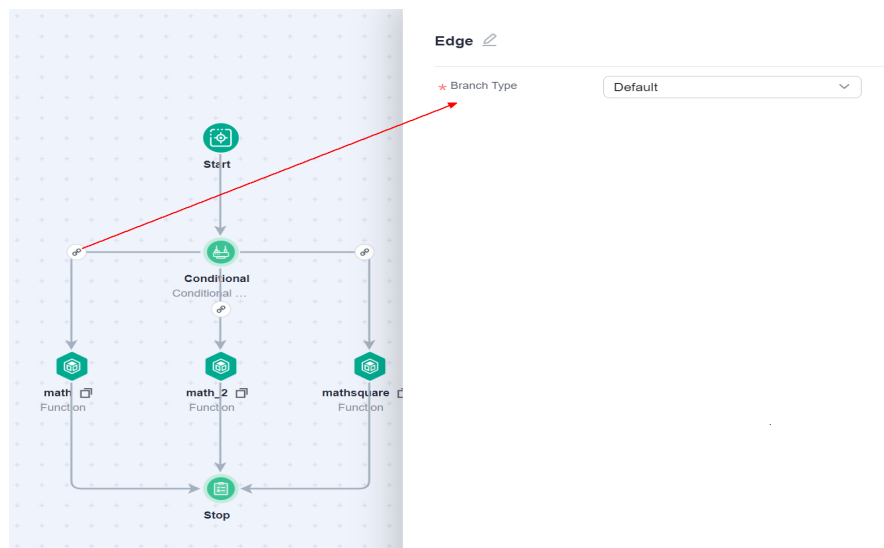 Edge
* Branch Type
Default
Start
Conditional
Conditional ...
math
Function
math_2
Function
mathsquare
Function
Stop